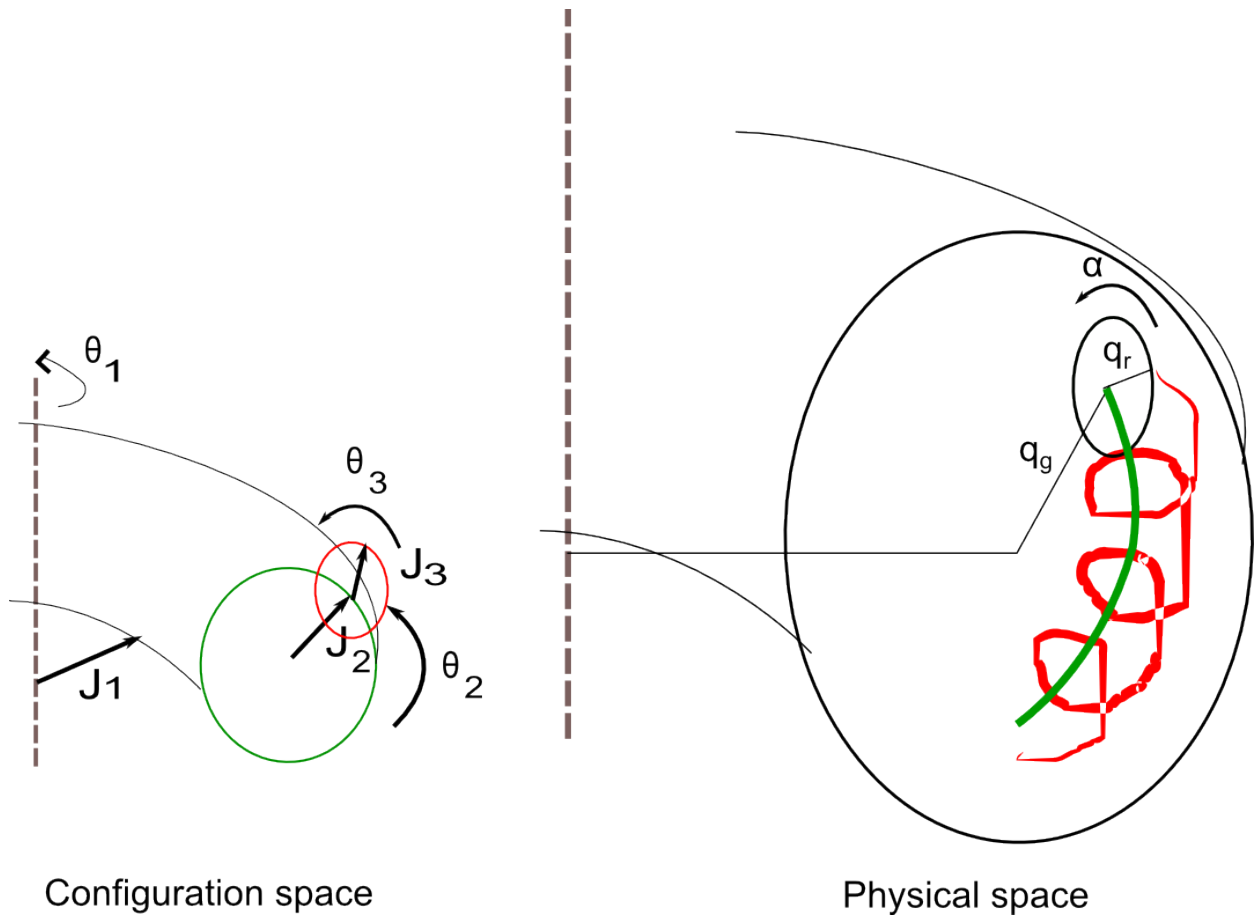 θ1
θ3
J3
J2
θ2
J1
α
qr
qg
Configuration space
Physical space